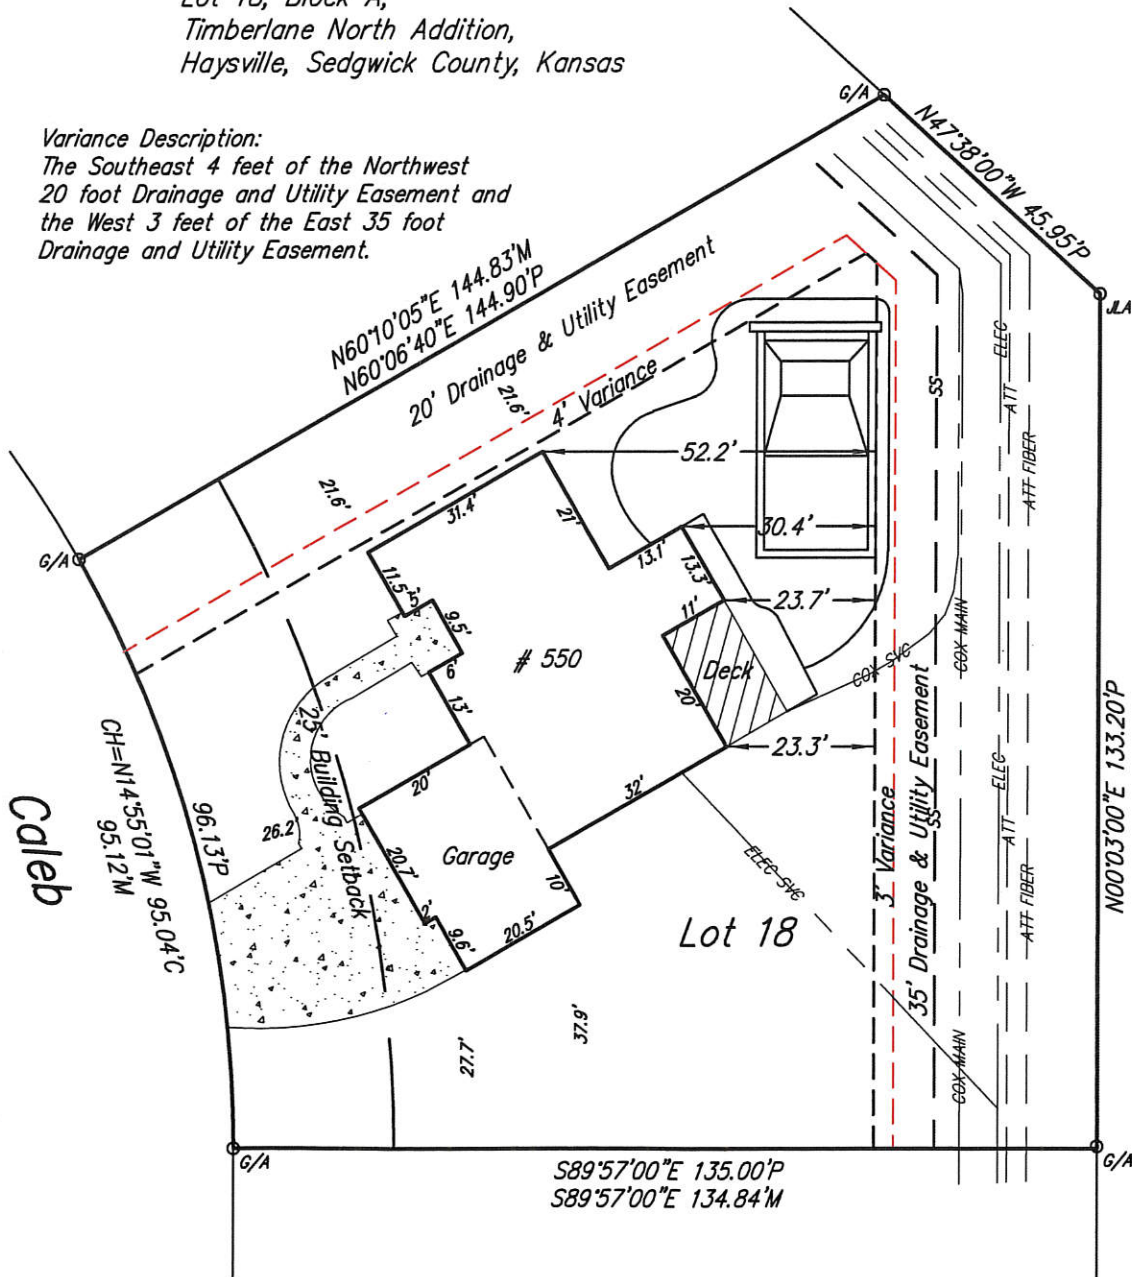 Lot 18, Block A,
Timberlane North Addition,
Haysville, Sedgwick County, Kansas
Variance Description:
The Southeast 4 feet of the Northwest
20 foot Drainage and Utility Easement and
the West 3 feet of the East 35 foot
Drainage and Utility Easement.
G/A
N47°38'00"W 45.95'P
JLA
N60°10'05"E 144.83'M
N60°06'40"E 144.90'P
20' Drainage & Utility Easement
21.6'
4' Variance
21.6'
G/A
52.2'
30.4'
23.7'
23.3'
31.4'
21'
13.1'
13.3'
11'
11.5'
5'
9.5'
6'
13'
# 550
Deck
20'
20'
32'
Garage
20.7'
2'
9.6'
20.5'
10'
25' Building Setback
26.2'
96.13'P
CH=N14°55'01"W 95.04'C
95.12'M
Caleb
27.7'
37.9'
Lot 18
ELEC SVC
COX SVC
3' Variance
35' Drainage & Utility Easement
SS
SS
COX MAIN
COX MAIN
ELEC
ELEC
ATT
ATT
ATT FIBER
ATT FIBER
N00°03'00"E 133.20'P
G/A
G/A
S89°57'00"E 135.00'P
S89°57'00"E 134.84'M